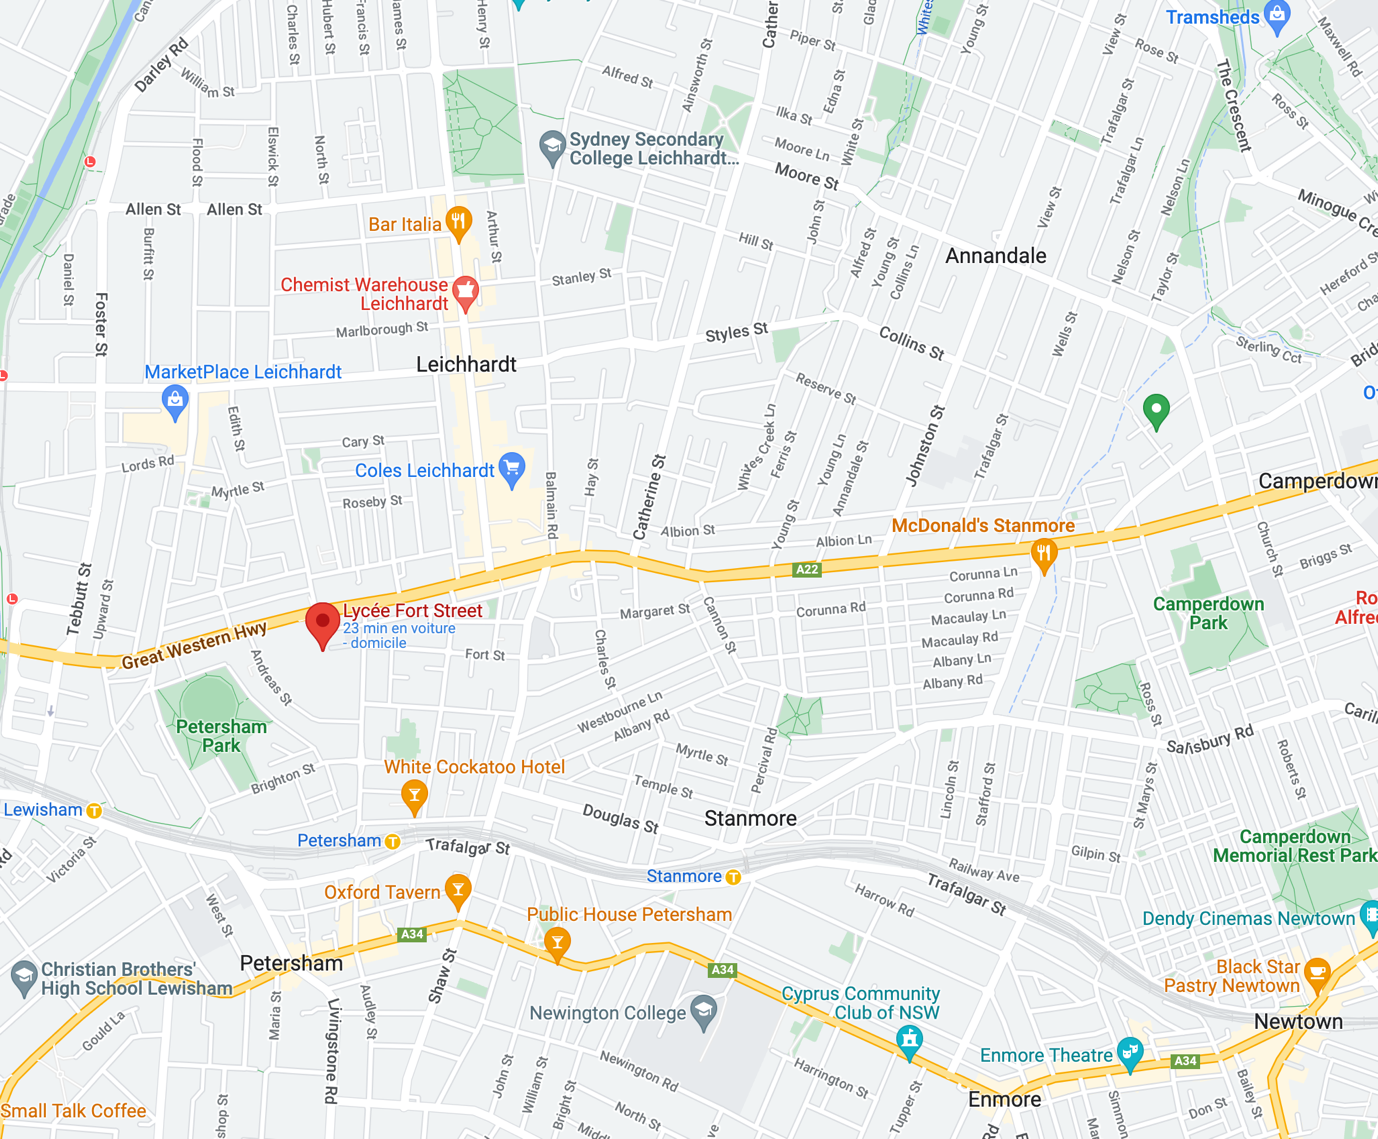 Tramsheds
Henry St
James St
Francis St
Hubert St
Charles St
Darley Rd
William St
Piper St
Young St
View St
Rose St
Maxwell Rd
The Crescent
Ross St
Alfred St
Ainsworth St
Edna St
Ilka St
Moore Ln
White St
Moore St
Trafalgar St
Trafalgar Ln
Nelson Ln
Flood St
Elswick St
North St
Sydney Secondary
College Leichhardt...
Allen St
Allen St
Bar Italia
Arthur St
Burfitt St
Daniel St
Foster St
Hill St
John St
Alfred St
Young St
Collins Ln
View St
Annandale
Nelson St
Taylor St
Minogue Cre
Hereford St
Chemist Warehouse
Leichhardt
Stanley St
Marlborough St
Styles St
Collins St
Wells St
Sterling Cct
Leichhardt
MarketPlace Leichhardt
Reserve St
Edith St
Cary St
Lords Rd
Coles Leichhardt
Myrtle St
Roseby St
Balmain Rd
Hay St
Catherine St
Whites Creek Ln
Ferris St
Young Ln
Annandale St
Johnston St
Trafalgar St
Camperdown
Albion St
Young St
Albion Ln
McDonald's Stanmore
A22
Church St
Briggs St
Tebbutt St
Upward St
Great Western Hwy
Lycée Fort Street
23 min en voiture
- domicile
Margaret St
Cannon St
Corunna Ln
Corunna Rd
Corunna Rd
Macaulay Ln
Macaulay Rd
Albany Ln
Albany Rd
Camperdown
Park
Fort St
Charles St
Andreas St
Petersham
Park
Westbourne Ln
Albany Rd
Percival Rd
Ross St
Salisbury Rd
Myrtle St
Temple St
White Cockatoo Hotel
Brighton St
Lewisham
Petersham
Trafalgar St
Douglas St
Stanmore
Lincoln St
Stafford St
St Marys St
Roberts St
Victoria St
Stanmore
Gilpin St
Railway Ave
Camperdown
Memorial Rest Park
Harrow Rd
Trafalgar St
Oxford Tavern
Public House Petersham
West St
A34
Dendy Cinemas Newtown
Petersham
Christian Brothers'
High School Lewisham
Shaw St
A34
Black Star
Pastry Newtown
Cyprus Community
Club of NSW
Newington College
Maria St
Livingstone Rd
Audley St
Gould La
Newtown
Enmore Theatre
A34
John St
William St
Bright St
Newington Rd
Harrington St
Tupper St
Enmore
Bailey St
Don St
North St
Small Talk Coffee